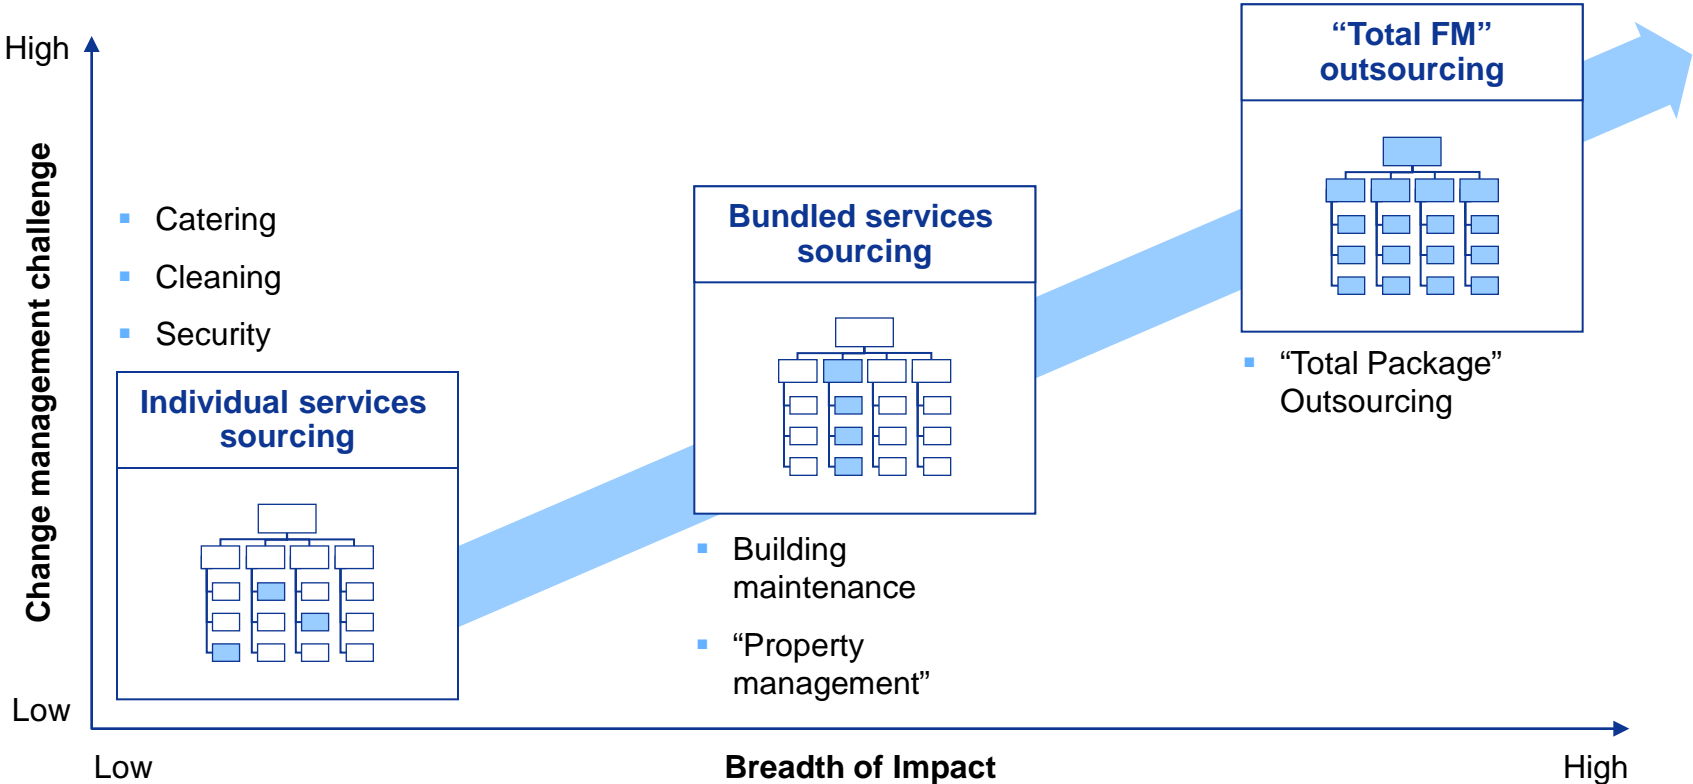 High
Change management challenge
Low
Catering
Cleaning
Security
Individual services
sourcing
Bundled services
sourcing
Building
maintenance
“Property
management”
“Total FM”
outsourcing
“Total Package”
Outsourcing
Low
Breadth of Impact
High